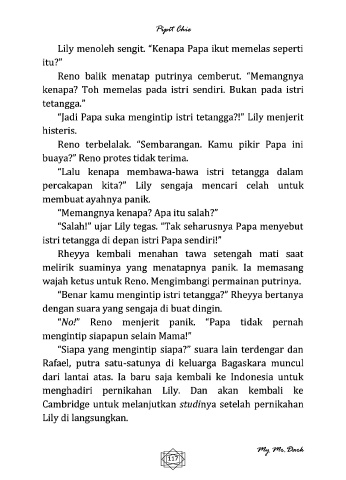 Pipit Chie
Lily menoleh sengit. “Kenapa Papa ikut memelas seperti
itu?”
Reno balik menatap putrinya cemberut. “Memangnya
kenapa? Toh memelas pada istri sendiri. Bukan pada istri
tetangga.”
“Jadi Papa suka mengintip istri tetangga?!” Lily menjerit
histeris.
Reno terbelalak. “Sembarangan. Kamu pikir Papa ini
buaya?” Reno protes tidak terima.
“Lalu kenapa membawa-bawa istri tetangga dalam
percakapan kita?” Lily sengaja mencari celah untuk
membuat ayahnya panik.
“Memangnya kenapa? Apa itu salah?”
“Salah!” ujar Lily tegas. “Tak seharusnya Papa menyebut
istri tetangga di depan istri Papa sendiri!”
Rheyya kembali menahan tawa setengah mati saat
melirik suaminya yang menatapnya panik. Ia memasang
wajah ketus untuk Reno. Mengimbangi permainan putrinya.
“Benar kamu mengintip istri tetangga?” Rheyya bertanya
dengan suara yang sengaja di buat dingin.
“No!” Reno menjerit panik. “Papa tidak pernah
mengintip siapapun selain Mama!”
“Siapa yang mengintip siapa?” suara lain terdengar dan
Rafael, putra satu-satunya di keluarga Bagaskara muncul
dari lantai atas. Ia baru saja kembali ke Indonesia untuk
menghadiri pernikahan Lily. Dan akan kembali ke
Cambridge untuk melanjutkan studinya setelah pernikahan
Lily di langsungkan.
My Mr. Dark
117